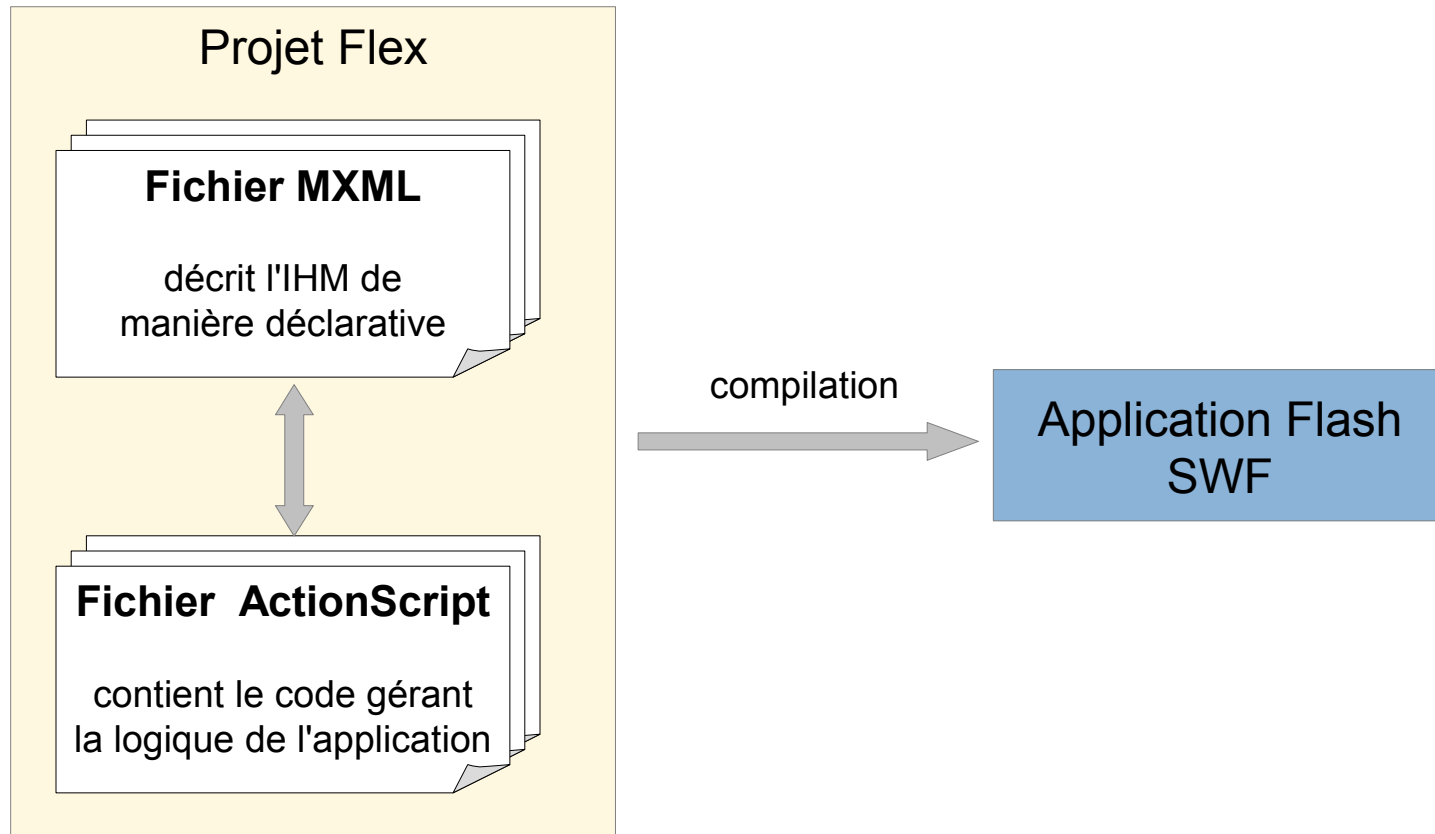 Projet Flex
Fichier MXML
décrit l'IHM de
manière déclarative
compilation
Application Flash
SWF
Fichier ActionScript
contient le code gérant
la logique de l'application